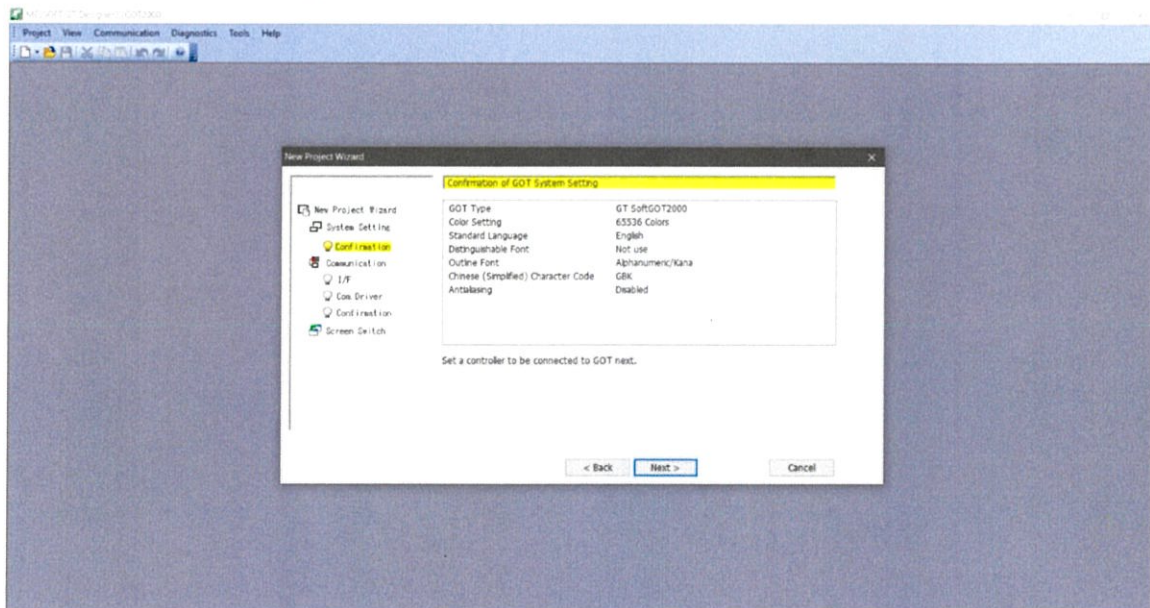 Project View Communication Diagnostics Tools Help
New Project Wizard
Confirmation of GOT System Setting
New Project Wizard
System Setting
Confirmation
Communication
I/F
Com. Driver
Confirmation
Screen Switch
GOT Type GT SoftGOT2000
Color Setting 65536 Colors
Standard Language English
Distinguishable Font Not use
Outline Font Alphanumeric/Kana
Chinese (Simplified) Character Code GBK
Antialiasing Disabled
Set a controller to be connected to GOT next.
< Back Next > Cancel